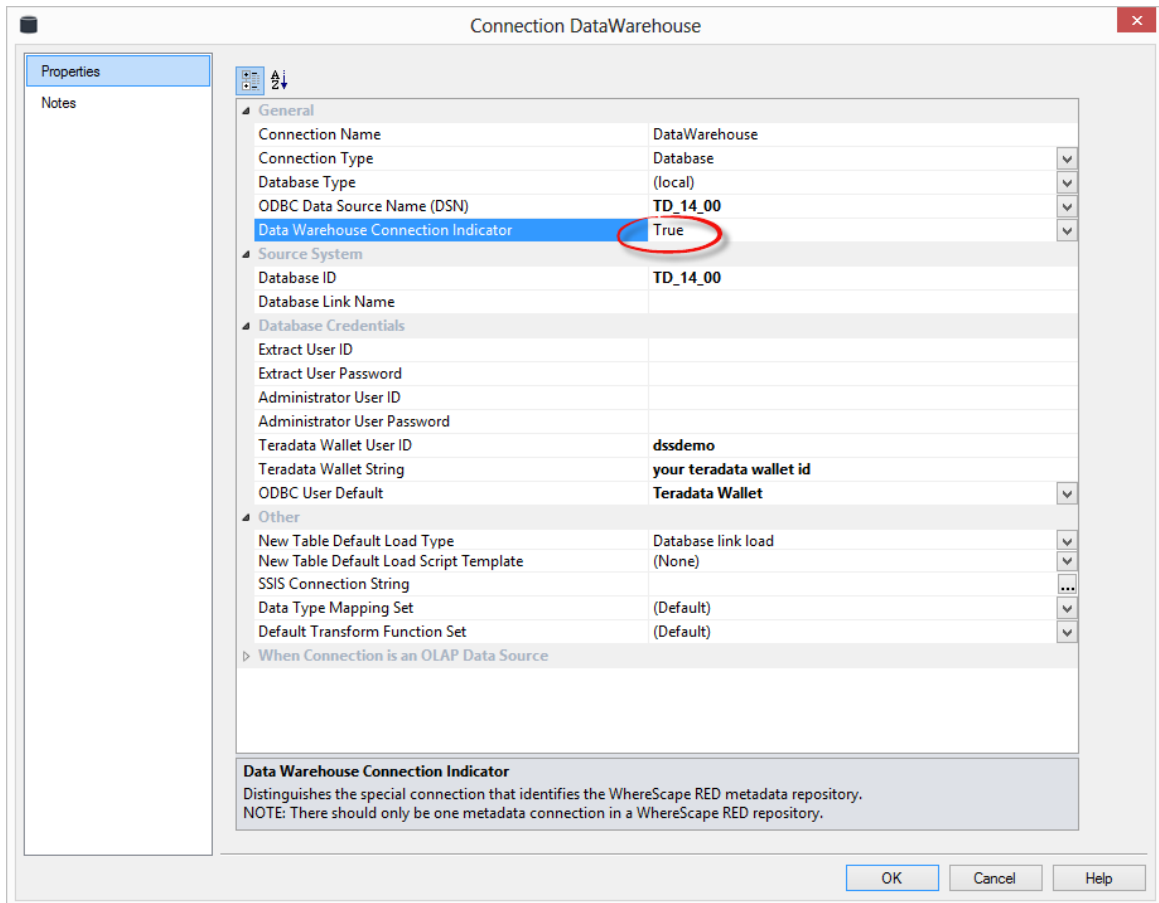 Connection DataWarehouse
Properties
Notes
General
Connection Name DataWarehouse
Connection Type Database
Database Type (local)
ODBC Data Source Name (DSN) TD_14_00
Data Warehouse Connection Indicator True
Source System
Database ID TD_14_00
Database Link Name
Database Credentials
Extract User ID
Extract User Password
Administrator User ID
Administrator User Password
Teradata Wallet User ID dssdemo
Teradata Wallet String your teradata wallet id
ODBC User Default Teradata Wallet
Other
New Table Default Load Type Database link load
New Table Default Load Script Template (None)
SSIS Connection String ...
Data Type Mapping Set (Default)
Default Transform Function Set (Default)
When Connection is an OLAP Data Source
Data Warehouse Connection Indicator
Distinguishes the special connection that identifies the WhereScape RED metadata repository.
NOTE: There should only be one metadata connection in a WhereScape RED repository.
OK Cancel Help